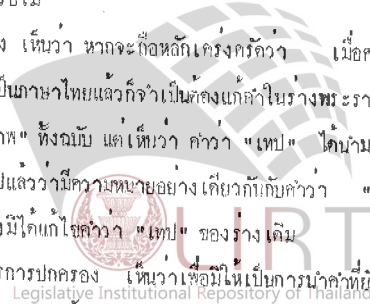 ง เห็นว่า หากจะถือหลักเคร่งครัดว่า เมื่อ
เป็นภาษาไทยแล้วก็จำเป็นต้องแก้คำในร่างพระรา
าพ" ทั้งฉบับ แต่เห็นว่า คำว่า "เทป" ได้นำม
ปแล้วว่ามีความหมายอย่างเดียวกับกับคำว่า "
งมิได้แก้ไขคำว่า "เทป" ของร่างเดิม
รการปกครอง เห็นว่าเพื่อมิให้เป็นการนำคำที่ยั
LIRT
Legislative Institutional Repository of Thailand